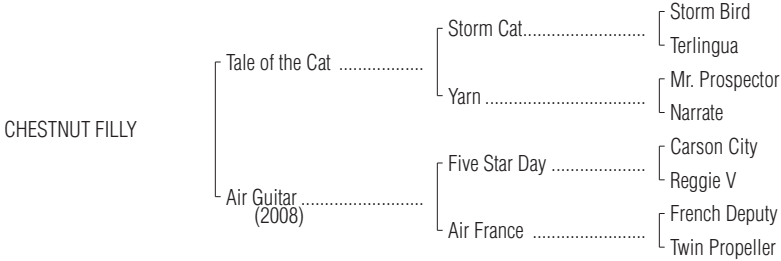 Storm Bird
Storm Cat..........................
Terlingua
Tale of the Cat ..................
Mr. Prospector
Yarn ..................................
Narrate
CHESTNUT FILLY
Carson City
Five Star Day ....................
Reggie V
Air Guitar ..........................
(2008)
French Deputy
Air France ........................
Twin Propeller